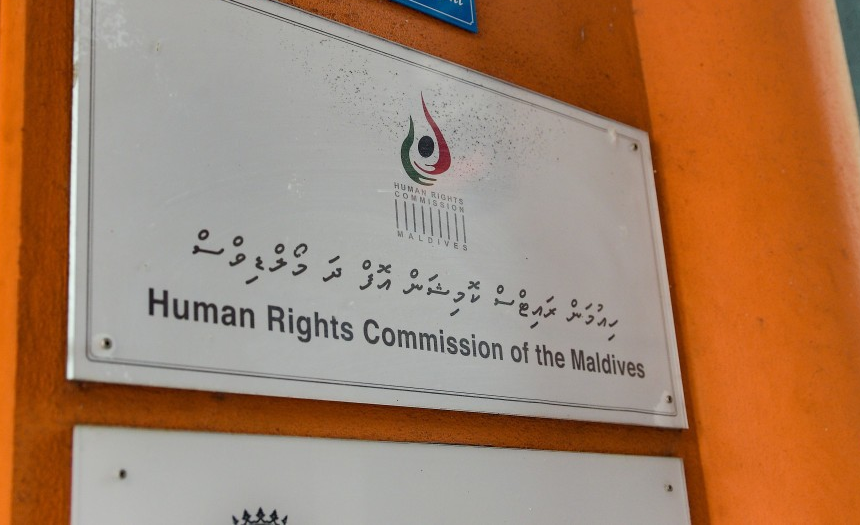 HUMAN RIGHTS
COMMISSION
MALDIVES
ހިއުމަން ރައިޓްސް ކޮމިޝަން އޮފް ދަ މޯލްޑިވްސް
Human Rights Commission of the Maldives